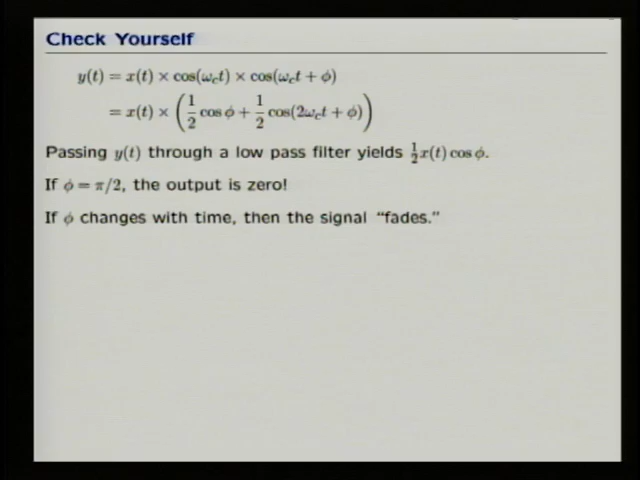 Check Yourself
y(t) = x(t) × cos(ω_c t) × cos(ω_c t + φ)
= x(t) × (1/2 cos φ + 1/2 cos(2ω_c t + φ))
Passing y(t) through a low pass filter yields 1/2 x(t) cos φ.
If φ = π/2, the output is zero!
If φ changes with time, then the signal “fades.”